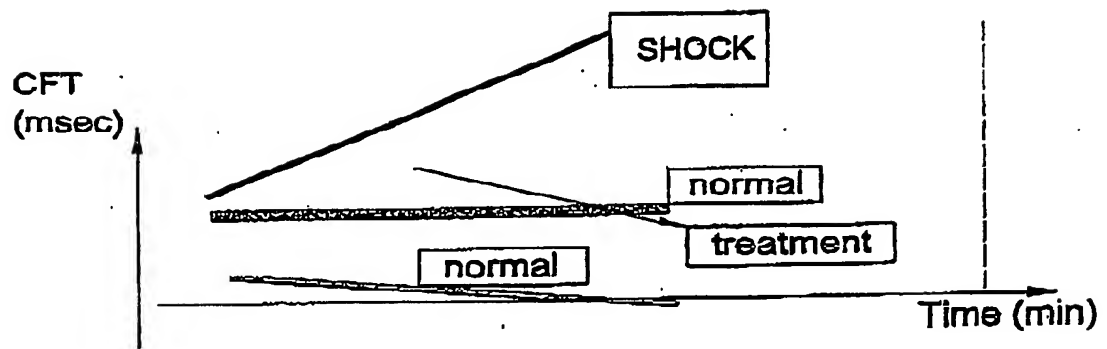 SHOCK
CFT
(msec)
normal
treatment
normal
Time (min)